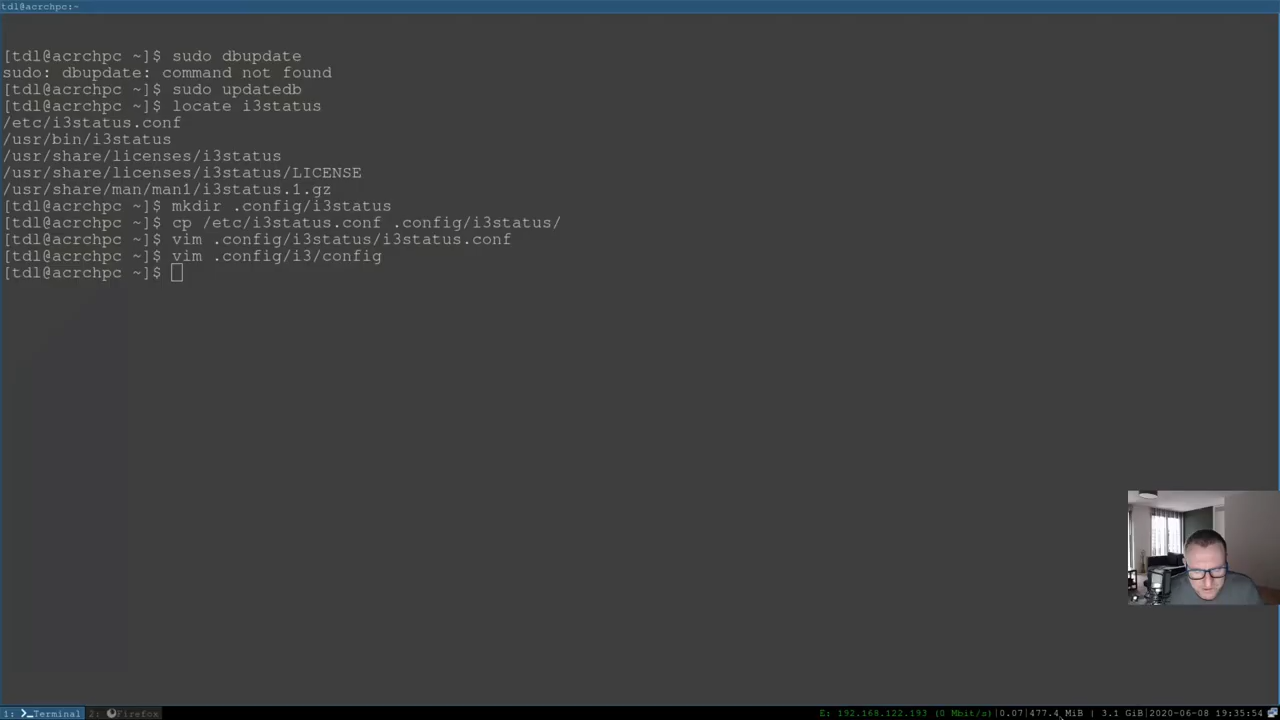 tdl@acrchpc:~
[tdl@acrchpc ~]$ sudo dbupdate
sudo: dbupdate: command not found
[tdl@acrchpc ~]$ sudo updatedb
[tdl@acrchpc ~]$ locate i3status
/etc/i3status.conf
/usr/bin/i3status
/usr/share/licenses/i3status
/usr/share/licenses/i3status/LICENSE
/usr/share/man/man1/i3status.1.gz
[tdl@acrchpc ~]$ mkdir .config/i3status
[tdl@acrchpc ~]$ cp /etc/i3status.conf .config/i3status/
[tdl@acrchpc ~]$ vim .config/i3status/i3status.conf
[tdl@acrchpc ~]$ vim .config/i3/config
[tdl@acrchpc ~]$
1: Terminal 2: Firefox E: 192.168.122.193 (0 Mbit/s)|0.07|477.4 MiB | 3.1 GiB|2020-06-08 19:35:54